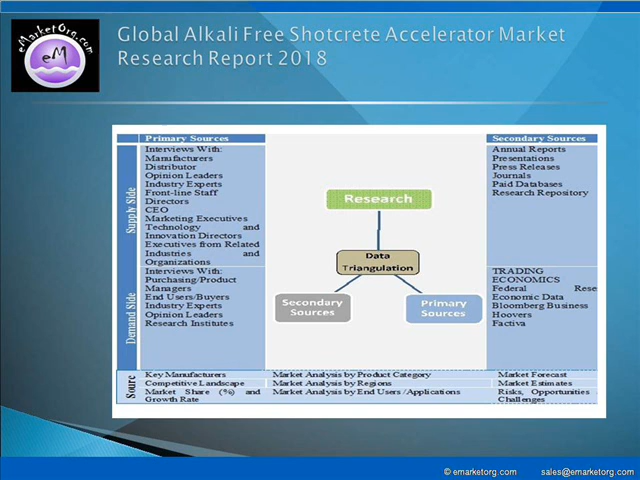 eMarketOrg.com
eM
Global Alkali Free Shotcrete Accelerator Market
Research Report 2018
Primary Sources
Supply Side
Interviews With:
Manufacturers
Distributor
Opinion Leaders
Industry Experts
Front-line Staff
Directors
CEO
Marketing Executives
Technology and
Innovation Directors
Executives from Related
Industries and
Organizations
Demand Side
Interviews With:
Purchasing/Product
Managers
End Users/Buyers
Industry Experts
Opinion Leaders
Research Institutes
Research
Data
Triangulation
Secondary
Sources
Primary
Sources
Secondary Sources
Annual Reports
Presentations
Press Releases
Journals
Paid Databases
Research Repository
TRADING
ECONOMICS
Federal Rese
Economic Data
Bloomberg Business
Hoovers
Factiva
Sourc
Key Manufacturers
Competitive Landscape
Market Share (%) and
Growth Rate
Market Analysis by Product Category
Market Analysis by Regions
Market Analysis by End Users /Applications
Market Forecast
Market Estimates
Risks, Opportunities
Challenges
© emarketorg.com sales@emarketorg.com